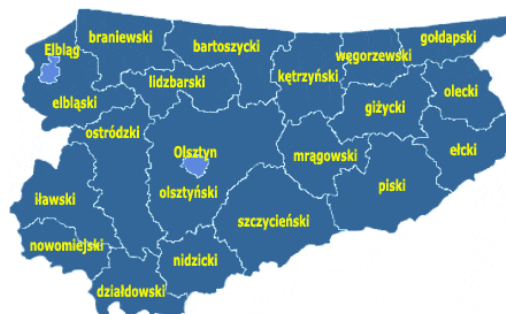 gołdapski
braniewski
bartoszycki
Elbląg
węgorzewski
kętrzyński
lidzbarski
olecki
elbląski
giżycki
ostródzki
Olsztyn
mrągowski
ełcki
piski
olsztyński
iławski
szczycieński
nowomiejski
nidzicki
działdowski